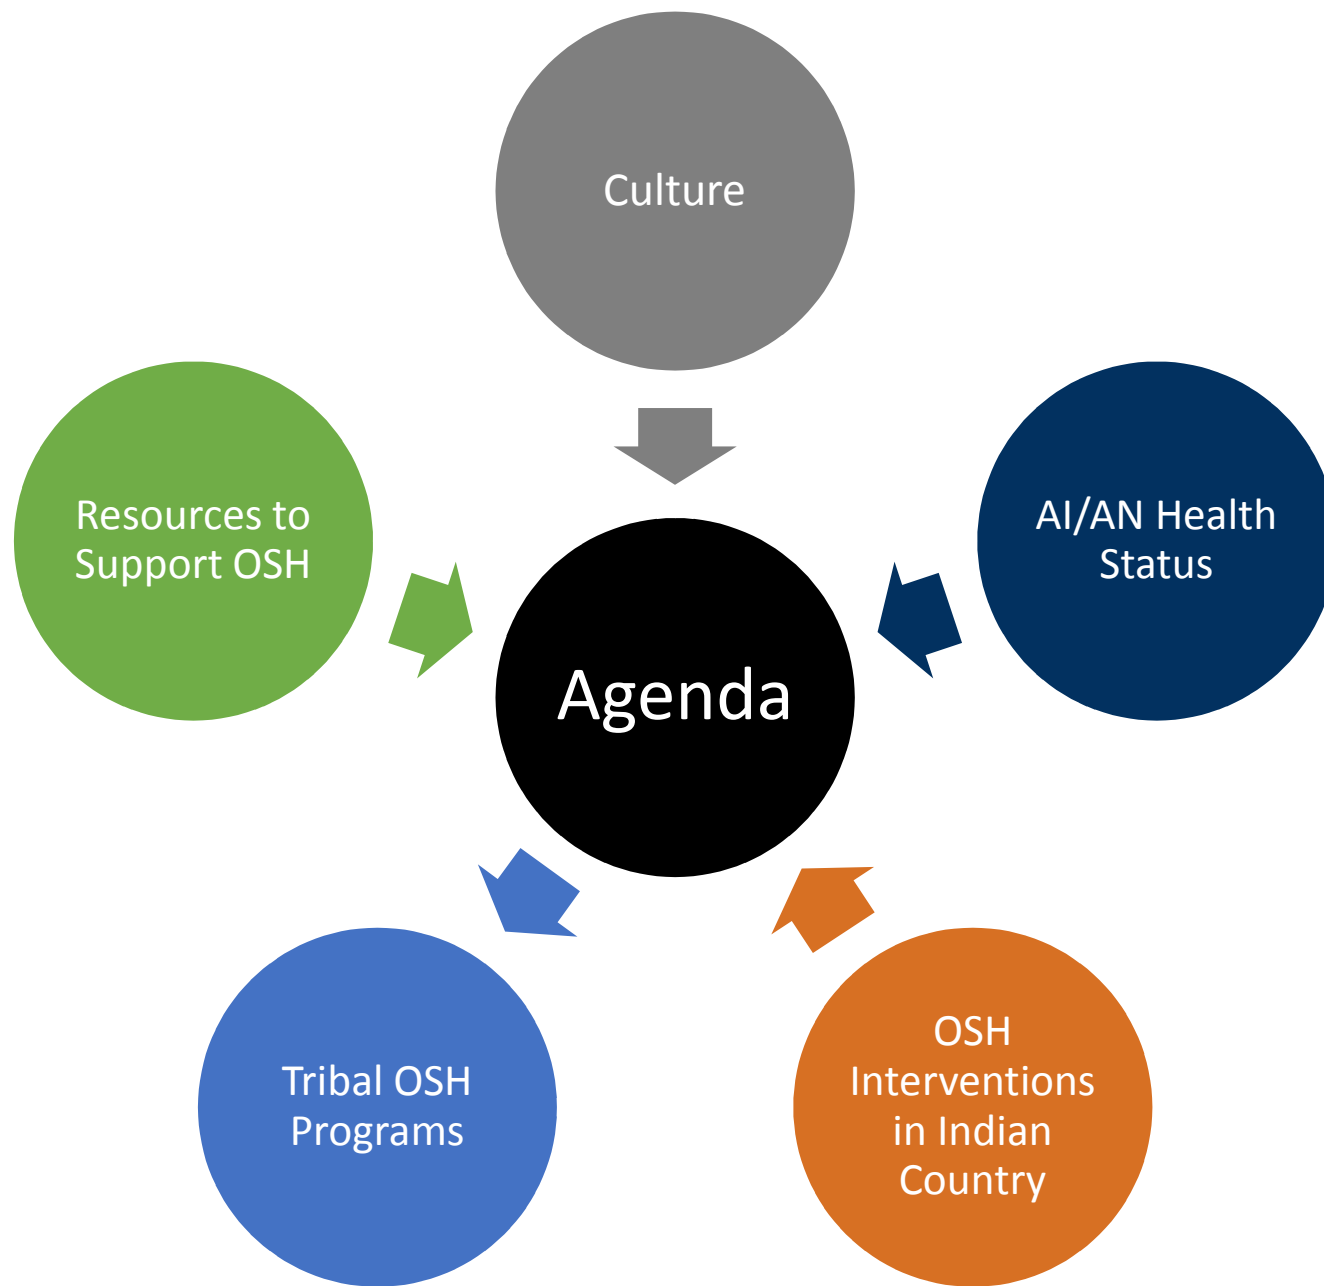 Culture
AI/AN Health
Status
OSH
Interventions
in Indian
Country
Tribal OSH
Programs
Resources to
Support OSH
Agenda